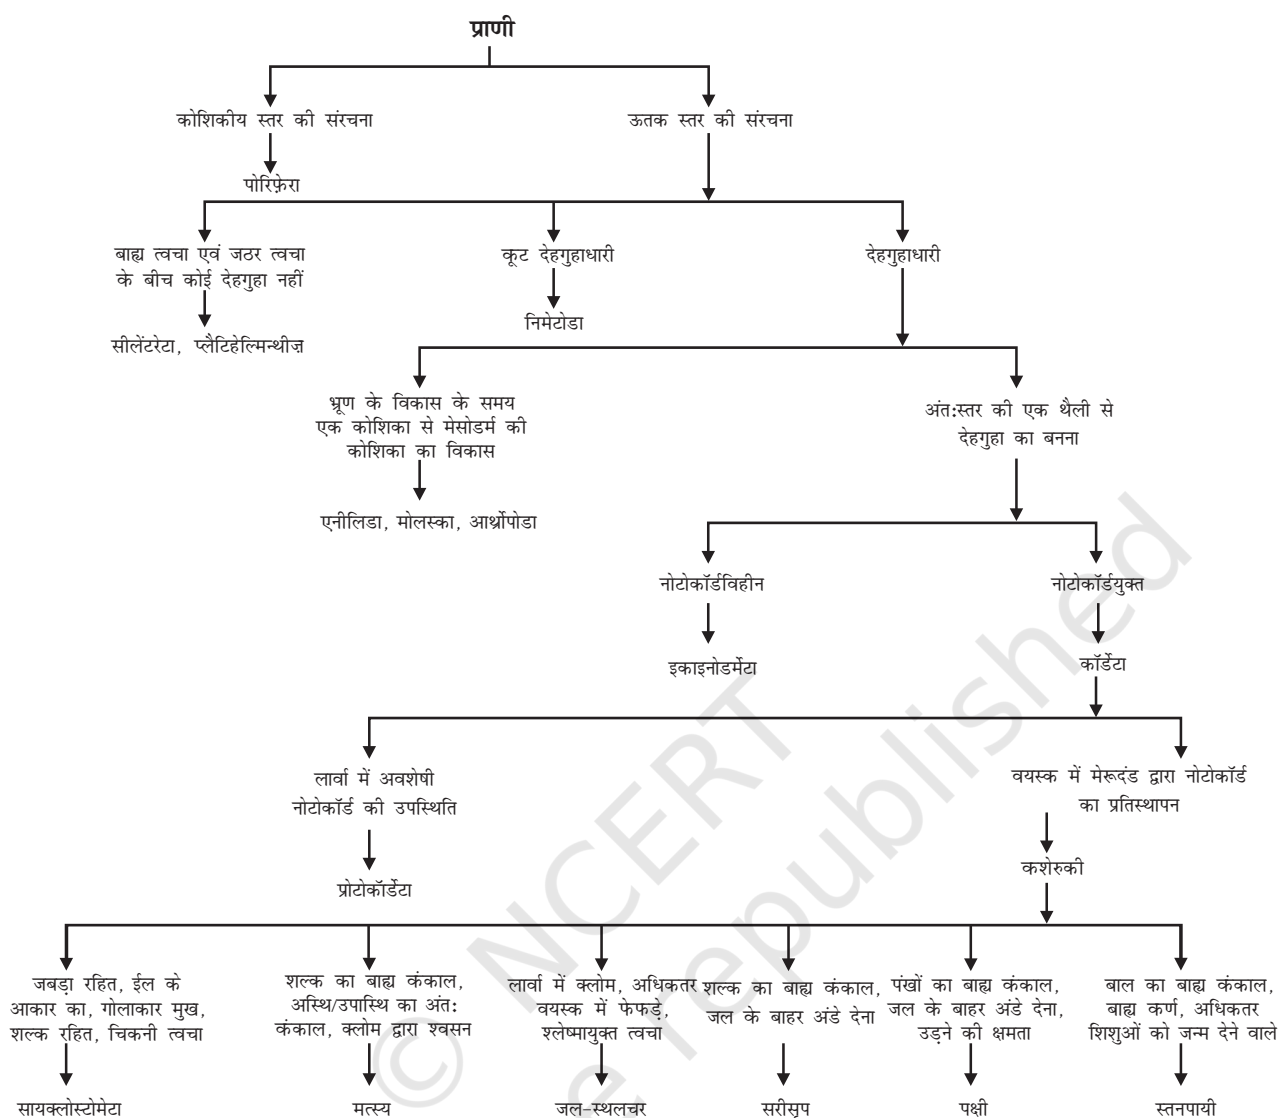 प्राणी
कोशिकीय स्तर की संरचना
ऊतक स्तर की संरचना
पोरिफ़ेरा
बाह्य त्वचा एवं जठर त्वचा
के बीच कोई देहगुहा नहीं
कूट देहगुहाधारी
देहगुहाधारी
सीलेंटरेटा, प्लैटिहेल्मिन्थीज़
निमेटोडा
भ्रूण के विकास के समय
एक कोशिका से मेसोडर्म की
कोशिका का विकास
अंत:स्तर की एक थैली से
देहगुहा का बनना
एनीलिडा, मोलस्का, आर्थ्रोपोडा
नोटोकॉर्डविहीन
नोटोकॉर्डयुक्त
इकाइनोडर्मेटा
कॉर्डेटा
लार्वा में अवशेषी
नोटोकॉर्ड की उपस्थिति
वयस्क में मेरूदंड द्वारा नोटोकॉर्ड
का प्रतिस्थापन
प्रोटोकॉर्डेटा
कशेरुकी
जबड़ा रहित, ईल के
आकार का, गोलाकार मुख,
शल्क रहित, चिकनी त्वचा
शल्क का बाह्य कंकाल,
अस्थि/उपास्थि का अंत:
कंकाल, क्लोम द्वारा श्वसन
लार्वा में क्लोम, अधिकतर
वयस्क में फेफड़े,
श्लेष्मायुक्त त्वचा
शल्क का बाह्य कंकाल,
जल के बाहर अंडे देना
पंखों का बाह्य कंकाल,
जल के बाहर अंडे देना,
उड़ने की क्षमता
बाल का बाह्य कंकाल,
बाह्य कर्ण, अधिकतर
शिशुओं को जन्म देने वाले
सायक्लोस्टोमेटा
मत्स्य
जल-स्थलचर
सरीसृप
पक्षी
स्तनपायी
© NCERT
e republished